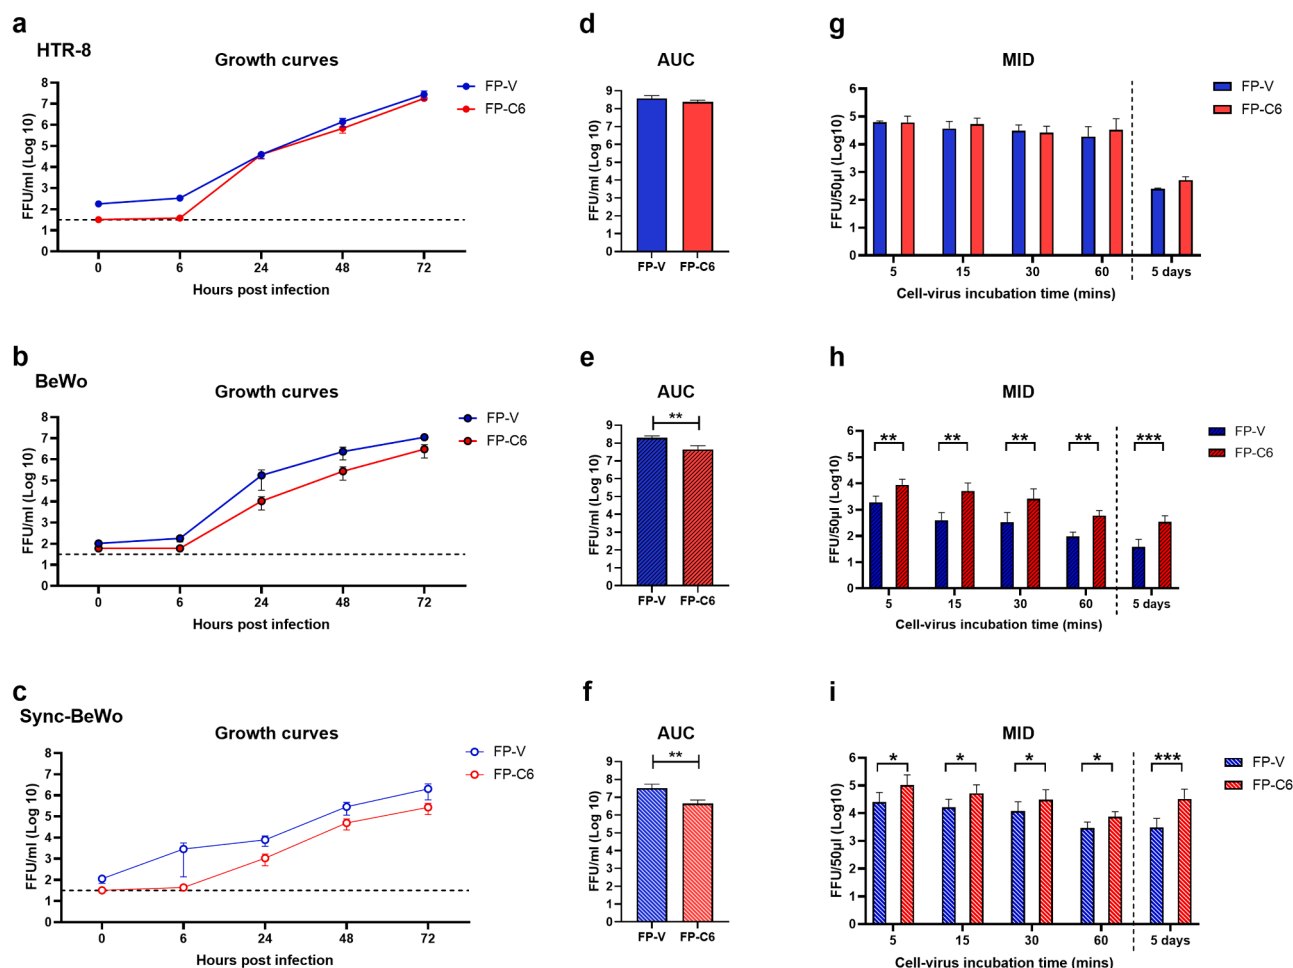 a
HTR-8
Growth curves
FP-V
FP-C6
FFU/ml (Log 10)
8
7
6
5
4
3
2
1
0
0 6 24 48 72
Hours post infection
d
AUC
FFU/ml (Log 10)
9
8
7
6
5
4
3
2
1
0
FP-V FP-C6
g
MID
FP-V
FP-C6
FFU/50µl (Log10)
6
5
4
3
2
1
0
5 15 30 60 5 days
Cell-virus incubation time (mins)
b
BeWo
Growth curves
FP-V
FP-C6
FFU/ml (Log 10)
8
7
6
5
4
3
2
1
0
0 6 24 48 72
Hours post infection
e
AUC
**
FFU/ml (Log 10)
9
8
7
6
5
4
3
2
1
0
FP-V FP-C6
h
MID
FP-V
FP-C6
** ** ** ** ***
FFU/50µl (Log10)
6
5
4
3
2
1
0
5 15 30 60 5 days
Cell-virus incubation time (mins)
c
Sync-BeWo
Growth curves
FP-V
FP-C6
FFU/ml (Log 10)
8
7
6
5
4
3
2
1
0
0 6 24 48 72
Hours post infection
f
AUC
**
FFU/ml (Log 10)
9
8
7
6
5
4
3
2
1
0
FP-V FP-C6
i
MID
FP-V
FP-C6
* * * * ***
FFU/50µl (Log10)
6
5
4
3
2
1
0
5 15 30 60 5 days
Cell-virus incubation time (mins)